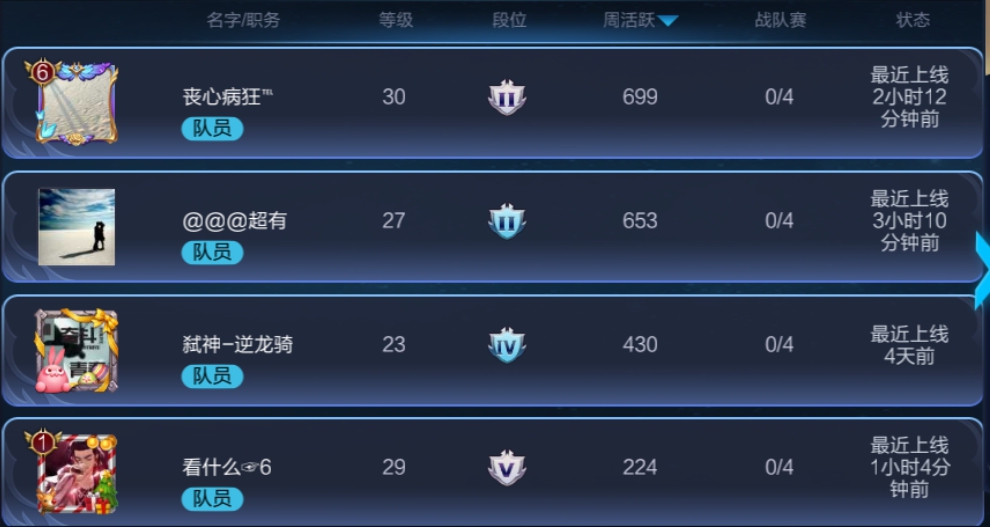 名字/职务 等级 段位 周活跃 战队赛 状态
6
丧心病狂℡ 30 II 699 0/4 最近上线
2小时12
分钟前
队员
@@@超有 27 II 653 0/4 最近上线
3小时10
分钟前
队员
弑神-逆龙骑 23 IV 430 0/4 最近上线
4天前
队员
1
看什么☞6 29 V 224 0/4 最近上线
1小时4分
钟前
队员